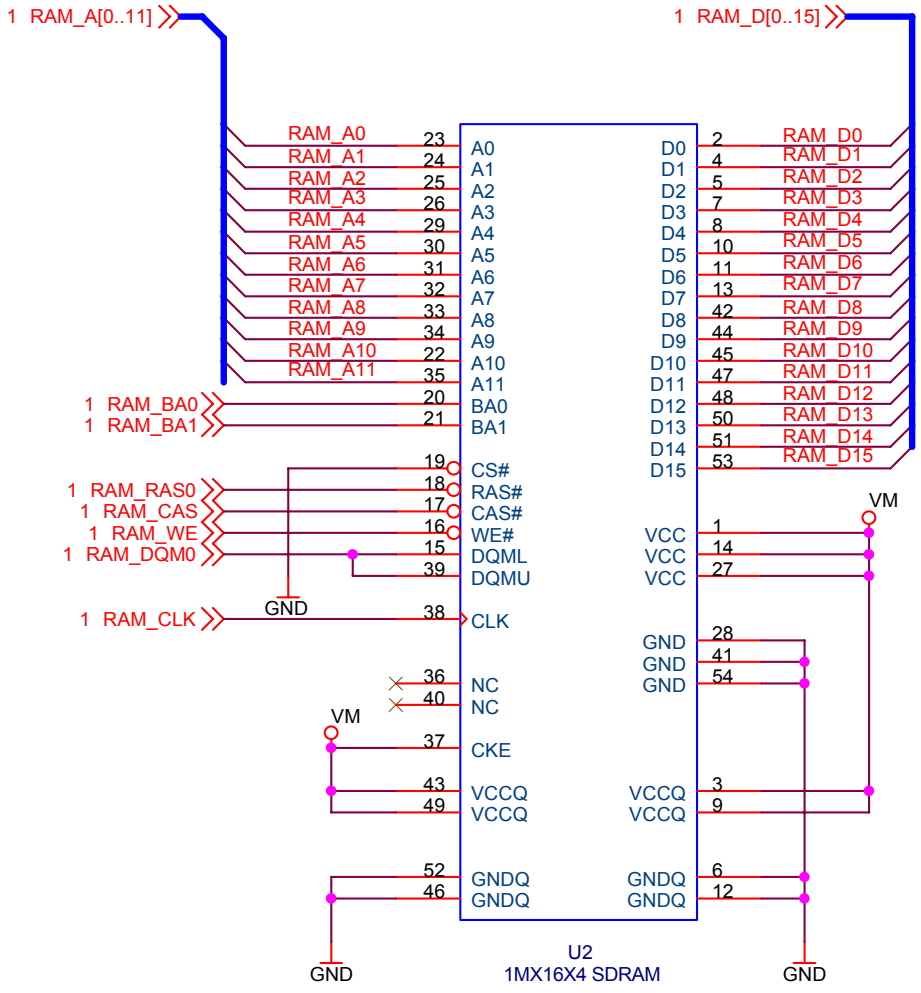 1 RAM_A[0..11] 1 RAM_D[0..15]
RAM_A0 23 A0 D0 2 RAM_D0
RAM_A1 24 A1 D1 4 RAM_D1
RAM_A2 25 A2 D2 5 RAM_D2
RAM_A3 26 A3 D3 7 RAM_D3
RAM_A4 29 A4 D4 8 RAM_D4
RAM_A5 30 A5 D5 10 RAM_D5
RAM_A6 31 A6 D6 11 RAM_D6
RAM_A7 32 A7 D7 13 RAM_D7
RAM_A8 33 A8 D8 42 RAM_D8
RAM_A9 34 A9 D9 44 RAM_D9
RAM_A10 22 A10 D10 45 RAM_D10
RAM_A11 35 A11 D11 47 RAM_D11
1 RAM_BA0 20 BA0 D12 48 RAM_D12
1 RAM_BA1 21 BA1 D13 50 RAM_D13
D14 51 RAM_D14
19 CS# D15 53 RAM_D15
1 RAM_RAS0 18 RAS#
1 RAM_CAS 17 CAS# VM
1 RAM_WE 16 WE# VCC 1
1 RAM_DQM0 15 DQML VCC 14
39 DQMU VCC 27
GND
1 RAM_CLK 38 CLK
GND 28
GND 41
36 NC GND 54
40 NC
VM
37 CKE
43 VCCQ VCCQ 3
49 VCCQ VCCQ 9
52 GNDQ GNDQ 6
46 GNDQ GNDQ 12
U2
GND 1MX16X4 SDRAM GND